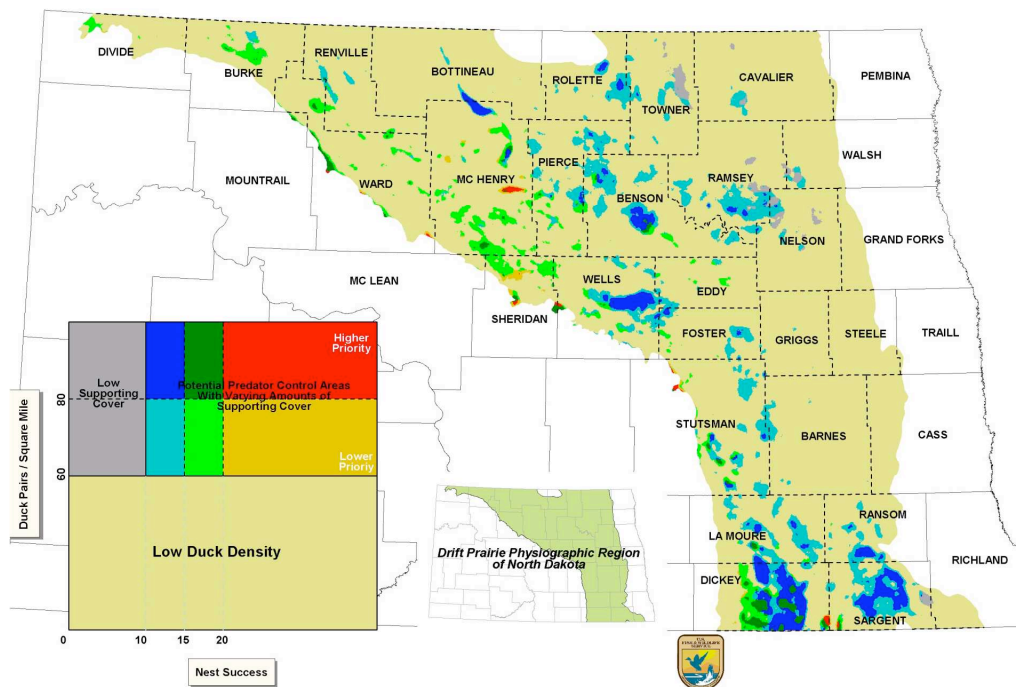 DIVIDE
BURKE
RENVILLE
BOTTINEAU
ROLETTE
TOWNER
CAVALIER
PEMBINA
MOUNTRAIL
WARD
MC HENRY
PIERCE
BENSON
RAMSEY
WALSH
NELSON
GRAND FORKS
MC LEAN
SHERIDAN
WELLS
EDDY
FOSTER
GRIGGS
STEELE
TRAILL
STUTSMAN
BARNES
CASS
LA MOURE
RANSOM
DICKEY
SARGENT
RICHLAND
Duck Pairs / Square Mile
80
60
Low
Supporting
Cover
Higher
Priority
Potential Predator Control Areas
With Varying Amounts of
Supporting Cover
Lower
Prioriy
Low Duck Density
0
10
15
20
Nest Success
Drift Prairie Physiographic Region
of North Dakota
U.S.
FISH & WILDLIFE
SERVICE